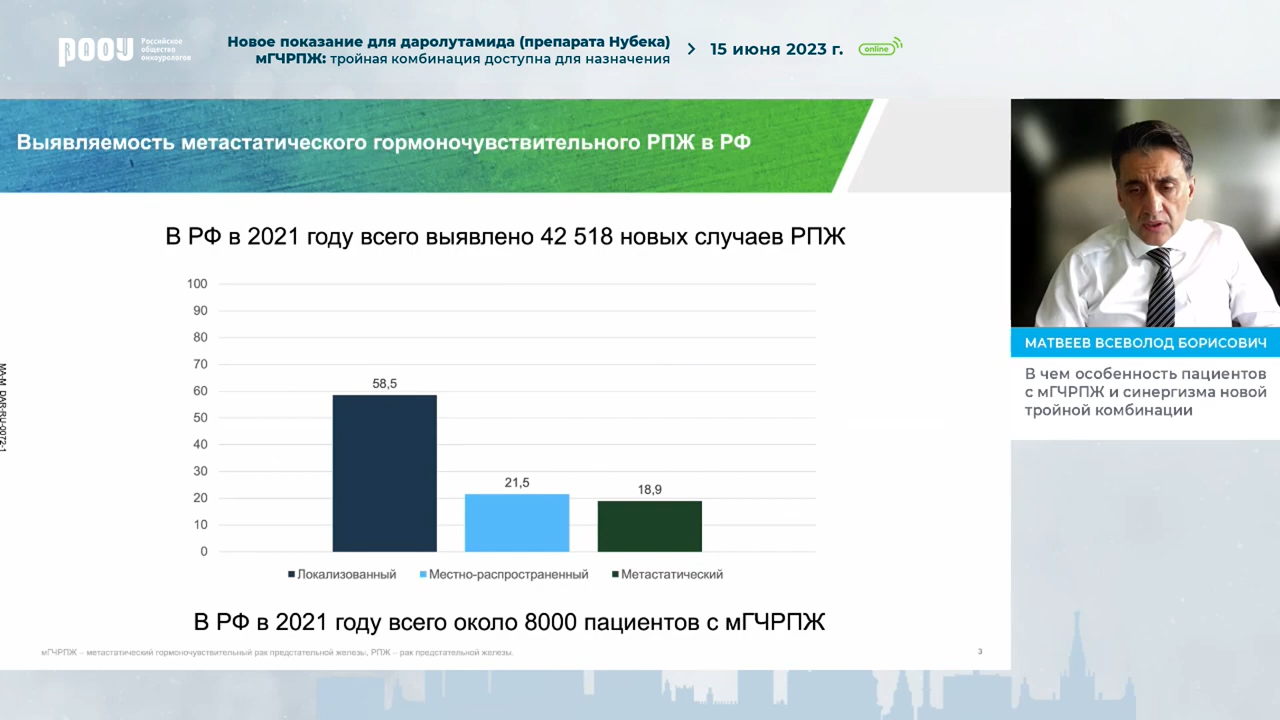 РООУ
RAOU
Российское
общество
онкоурологов
Новое показание для даролутамида (препарата Нубека)
мГЧРПЖ: тройная комбинация доступна для назначения
15 июня 2023 г.
online
Выявляемость метастатического гормоночувствительного РПЖ в РФ
В РФ в 2021 году всего выявлено 42 518 новых случаев РПЖ
100
90
80
70
60
50
40
30
20
10
0
58,5
21,5
18,9
Локализованный
Местно-распространенный
Метастатический
В РФ в 2021 году всего около 8000 пациентов с мГЧРПЖ
мГЧРПЖ – метастатический гормоночувствительный рак предстательной железы, РПЖ – рак предстательной железы.
3
МАТВЕЕВ ВСЕВОЛОД БОРИСОВИЧ
В чем особенность пациентов
с мГЧРПЖ и синергизма новой
тройной комбинации